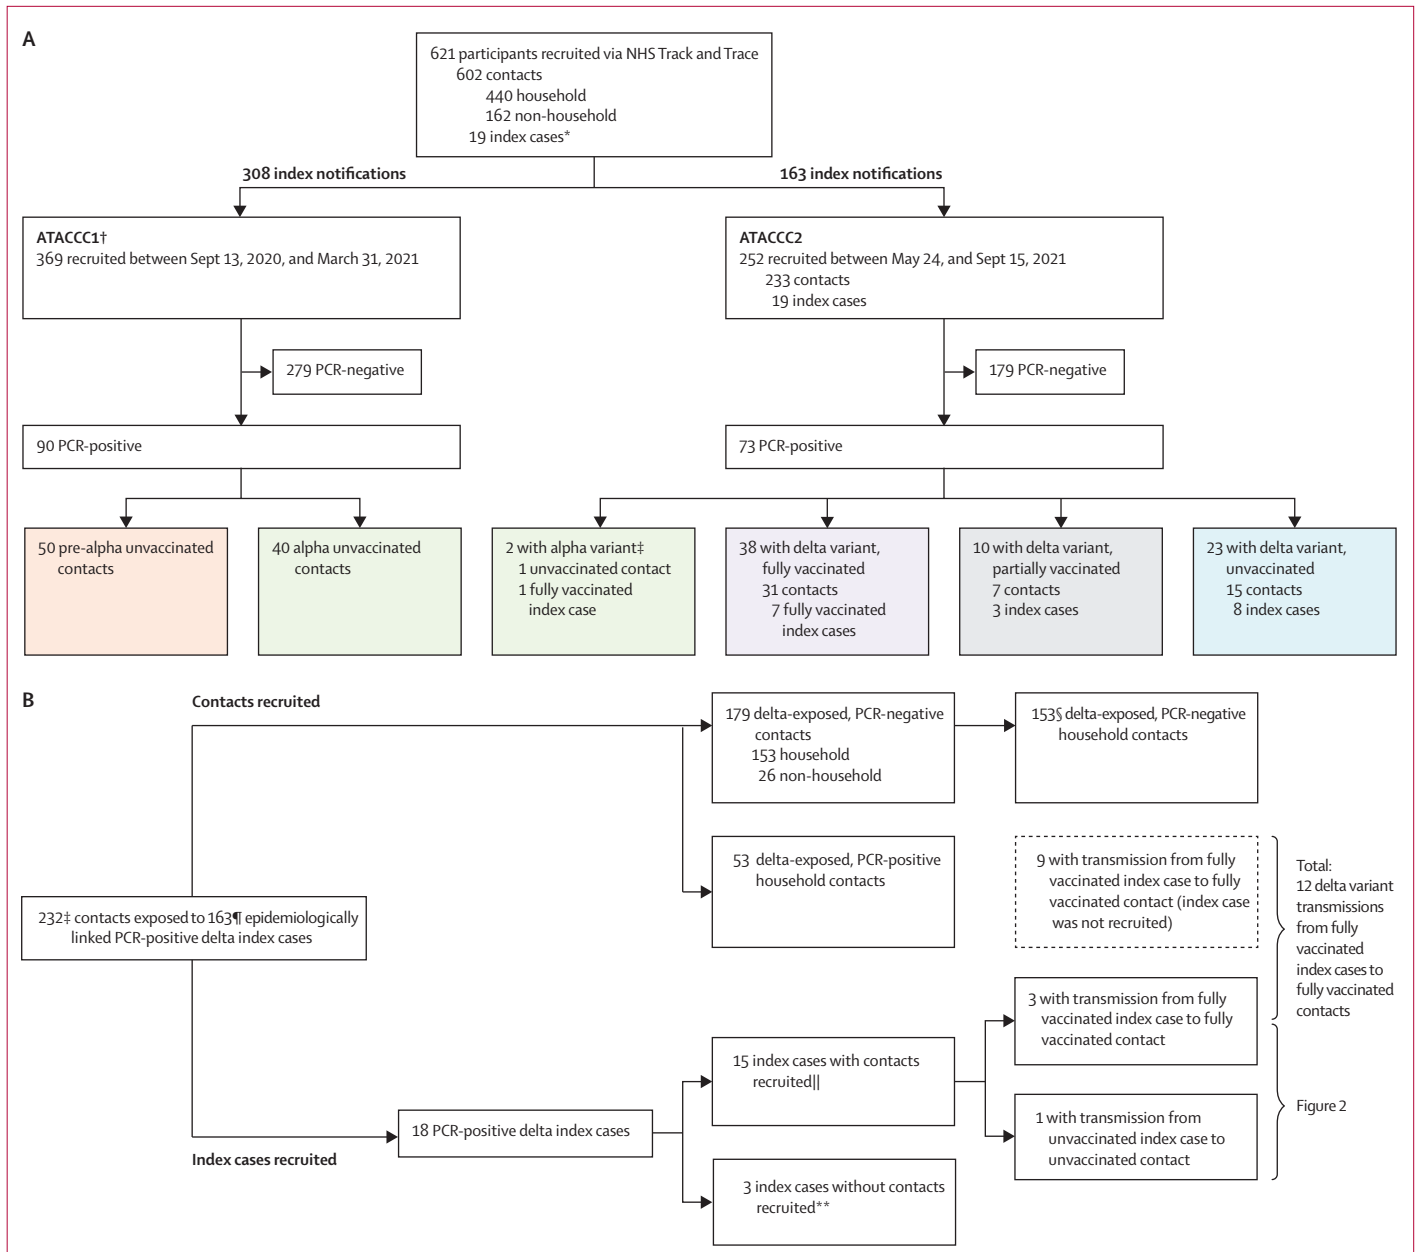 A
621 participants recruited via NHS Track and Trace
602 contacts
440 household
162 non-household
19 index cases*
308 index notifications
163 index notifications
ATACCC1†
369 recruited between Sept 13, 2020, and March 31, 2021
ATACCC2
252 recruited between May 24, and Sept 15, 2021
233 contacts
19 index cases
279 PCR-negative
179 PCR-negative
90 PCR-positive
73 PCR-positive
50 pre-alpha unvaccinated
contacts
40 alpha unvaccinated
contacts
2 with alpha variant‡
1 unvaccinated contact
1 fully vaccinated
index case
38 with delta variant,
fully vaccinated
31 contacts
7 fully vaccinated
index cases
10 with delta variant,
partially vaccinated
7 contacts
3 index cases
23 with delta variant,
unvaccinated
15 contacts
8 index cases
B
Contacts recruited
179 delta-exposed, PCR-negative
contacts
153 household
26 non-household
153§ delta-exposed, PCR-negative
household contacts
53 delta-exposed, PCR-positive
household contacts
9 with transmission from fully
vaccinated index case to fully
vaccinated contact (index case
was not recruited)
Total:
12 delta variant
transmissions
from fully
vaccinated
index cases to
fully vaccinated
contacts
232‡ contacts exposed to 163¶ epidemiologically
linked PCR-positive delta index cases
3 with transmission from fully
vaccinated index case to fully
vaccinated contact
15 index cases with contacts
recruited||
Figure 2
18 PCR-positive delta index cases
1 with transmission from
unvaccinated index case to
unvaccinated contact
Index cases recruited
3 index cases without contacts
recruited**